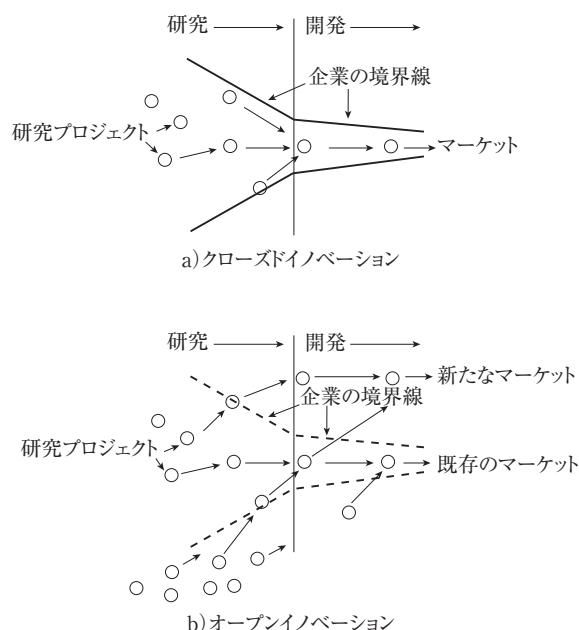 研究 開発
企業の境界線
研究プロジェクト
マーケット
a)クローズドイノベーション
研究 開発
新たなマーケット
企業の境界線
研究プロジェクト
既存のマーケット
b)オープンイノベーション